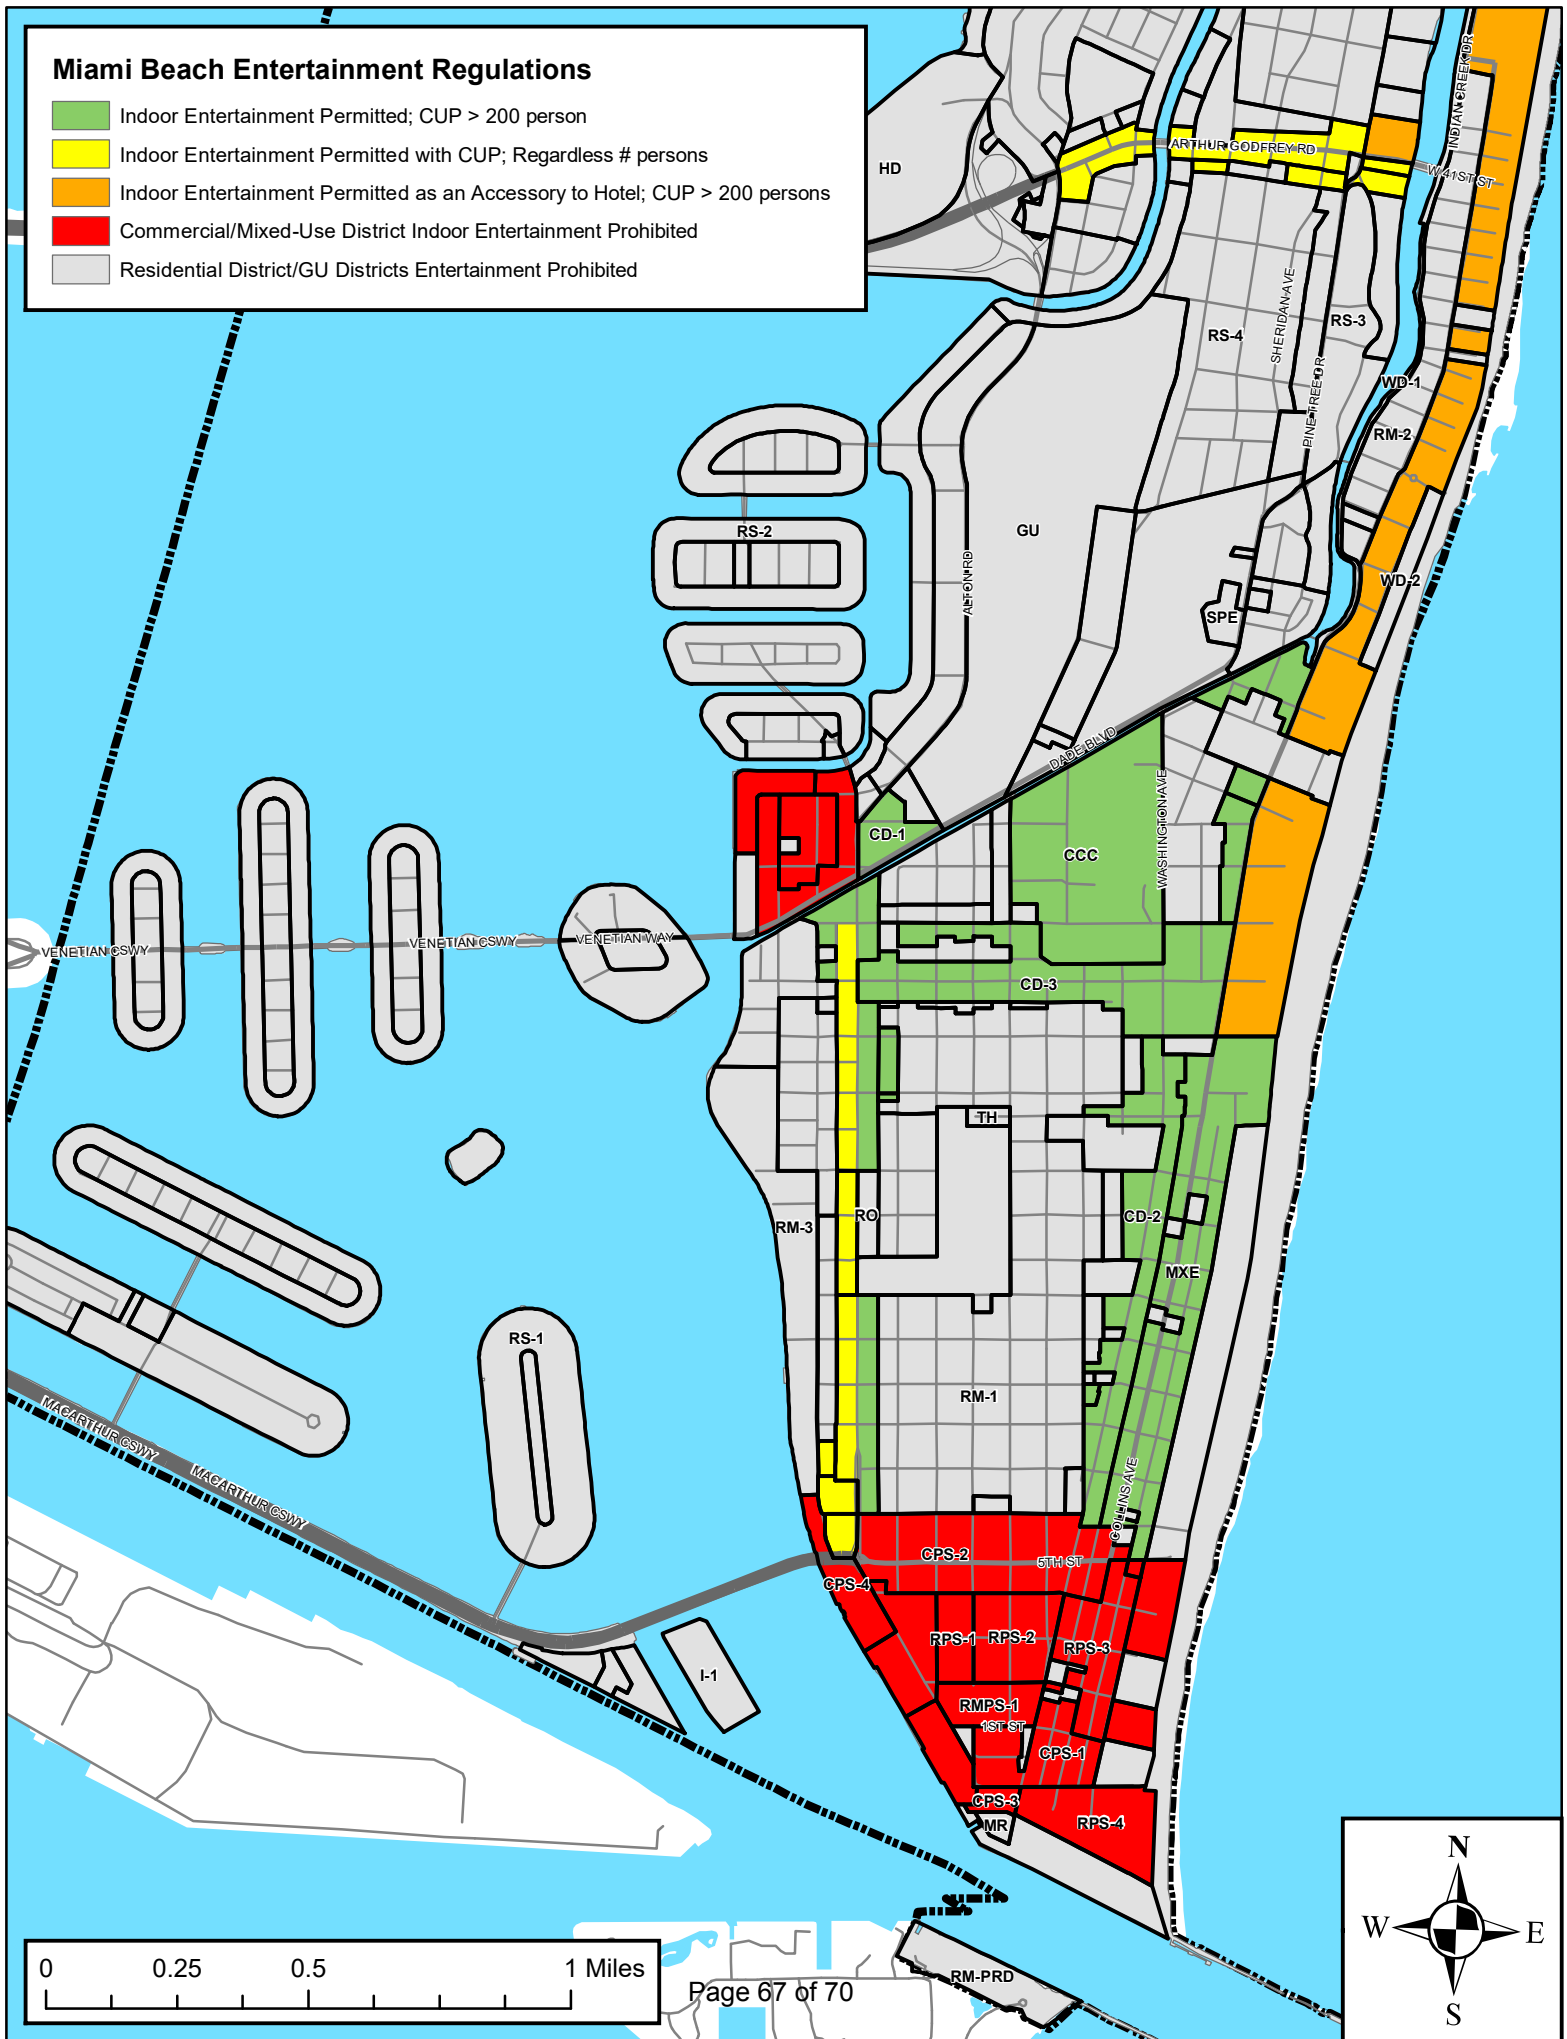 Miami Beach Entertainment Regulations
Indoor Entertainment Permitted; CUP > 200 person
Indoor Entertainment Permitted with CUP; Regardless # persons
Indoor Entertainment Permitted as an Accessory to Hotel; CUP > 200 persons
Commercial/Mixed-Use District Indoor Entertainment Prohibited
Residential District/GU Districts Entertainment Prohibited
INDIAN CREEK DR
ARTHUR GODFREY RD
HD
W 41ST ST
SHERIDAN AVE
RS-3
RS-4
WD-1
PINE TREE DR
RM-2
RS-2
GU
ALTON RD
WD-2
SPE
DADE BLVD
WASHINGTON AVE
CD-1
CCC
VENETIAN CSWY
VENETIAN CSWY
VENETIAN WAY
CD-3
TH
RO
CD-2
RM-3
MXE
RS-1
RM-1
MACARTHUR CSWY
MACARTHUR CSWY
COLLINS AVE
CPS-2
5TH ST
CPS-4
RPS-1
RPS-2
RPS-3
I-1
RMPS-1
1ST ST
CPS-1
CPS-3
MR
RPS-4
N
W
E
S
0
0.25
0.5
1 Miles
Page 67 of 70
RM-PRD